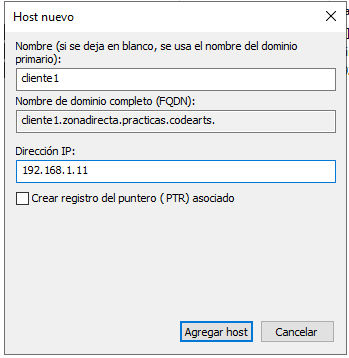 Host nuevo
Nombre (si se deja en blanco, se usa el nombre del dominio
primario):
cliente1
Nombre de dominio completo (FQDN):
cliente1.zonadirecta.practicas.codearts.
Dirección IP:
192.168.1.11
Crear registro del puntero (PTR) asociado
Agregar host
Cancelar